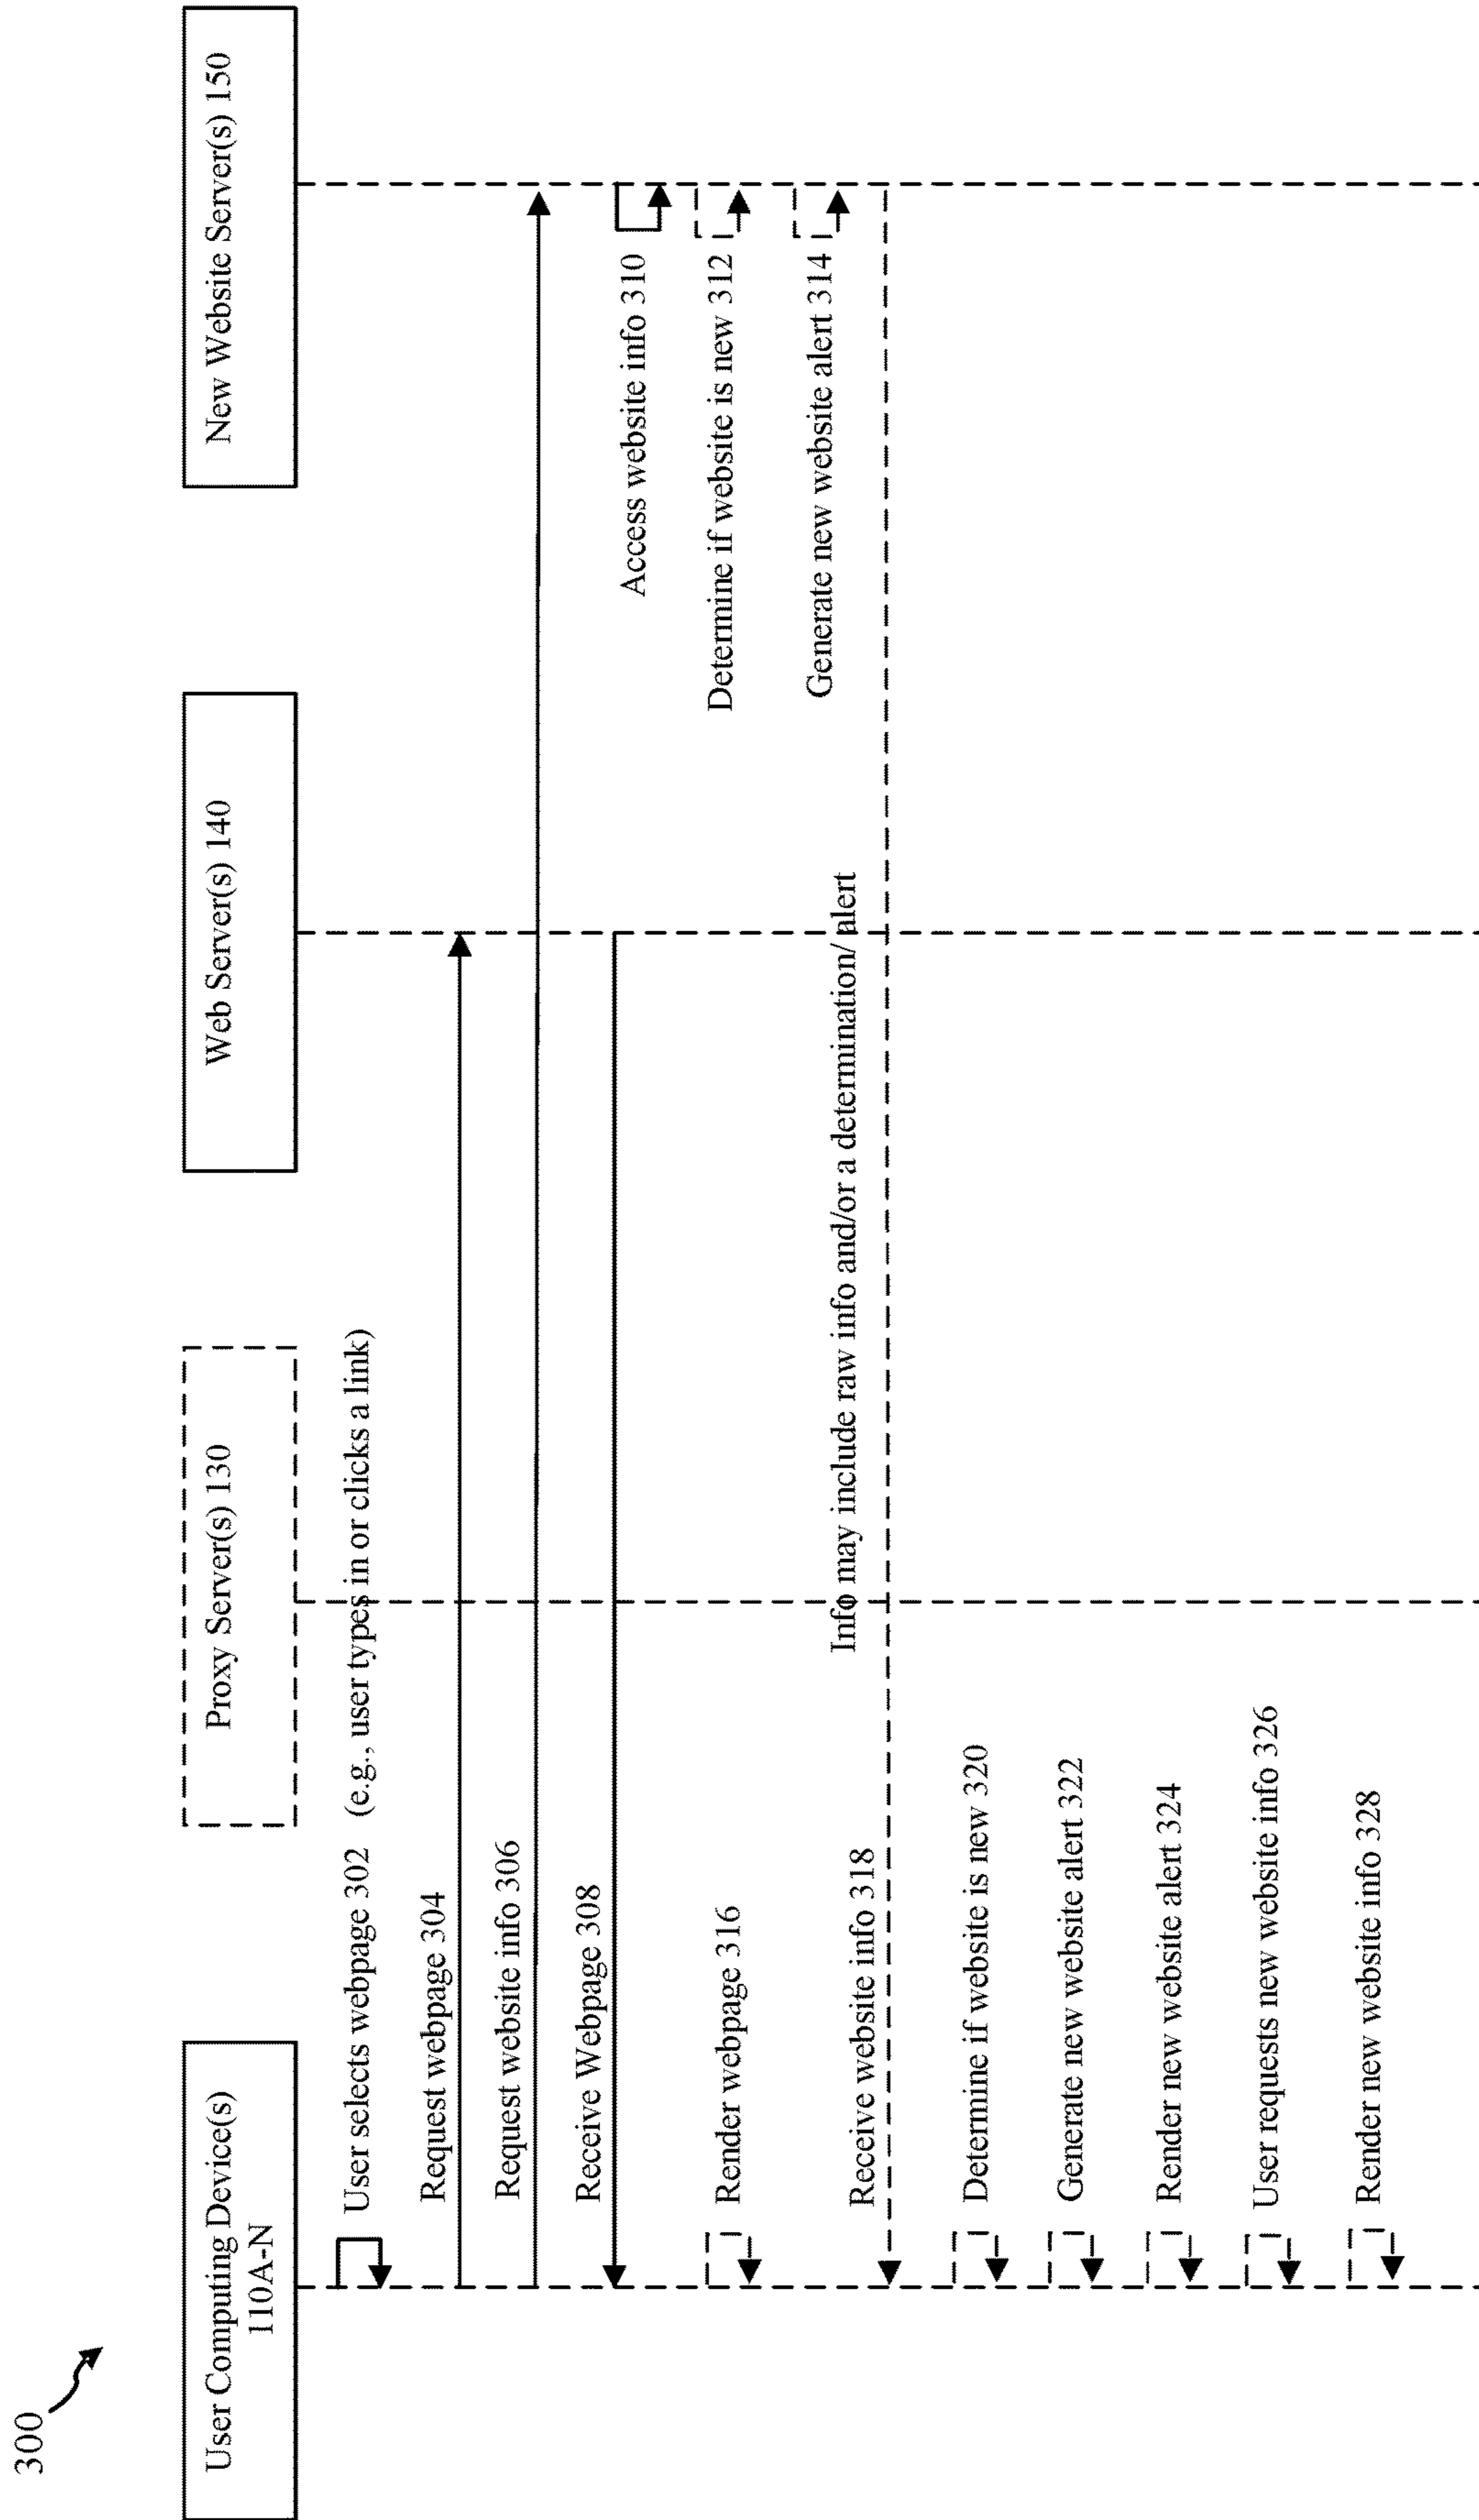 300
User Computing Device(s)
110A-N
Proxy Server(s) 130
Web Server(s) 140
New Website Server(s) 150
User selects webpage 302 (e.g., user types in or clicks a link)
Request webpage 304
Request website info 306
Receive Webpage 308
Access website info 310
Determine if website is new 312
Generate new website alert 314
Render webpage 316
Info may include raw info and/or a determination/ alert
Receive website info 318
Determine if website is new 320
Generate new website alert 322
Render new website alert 324
User requests new website info 326
Render new website info 328